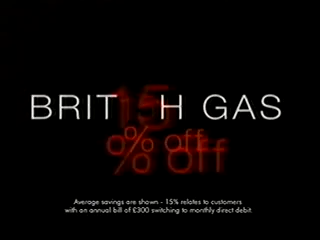 BRIT 15 H GAS
% off
% off
Average savings are shown - 15% relates to customers
with an annual bill of £300 switching to monthly direct debit